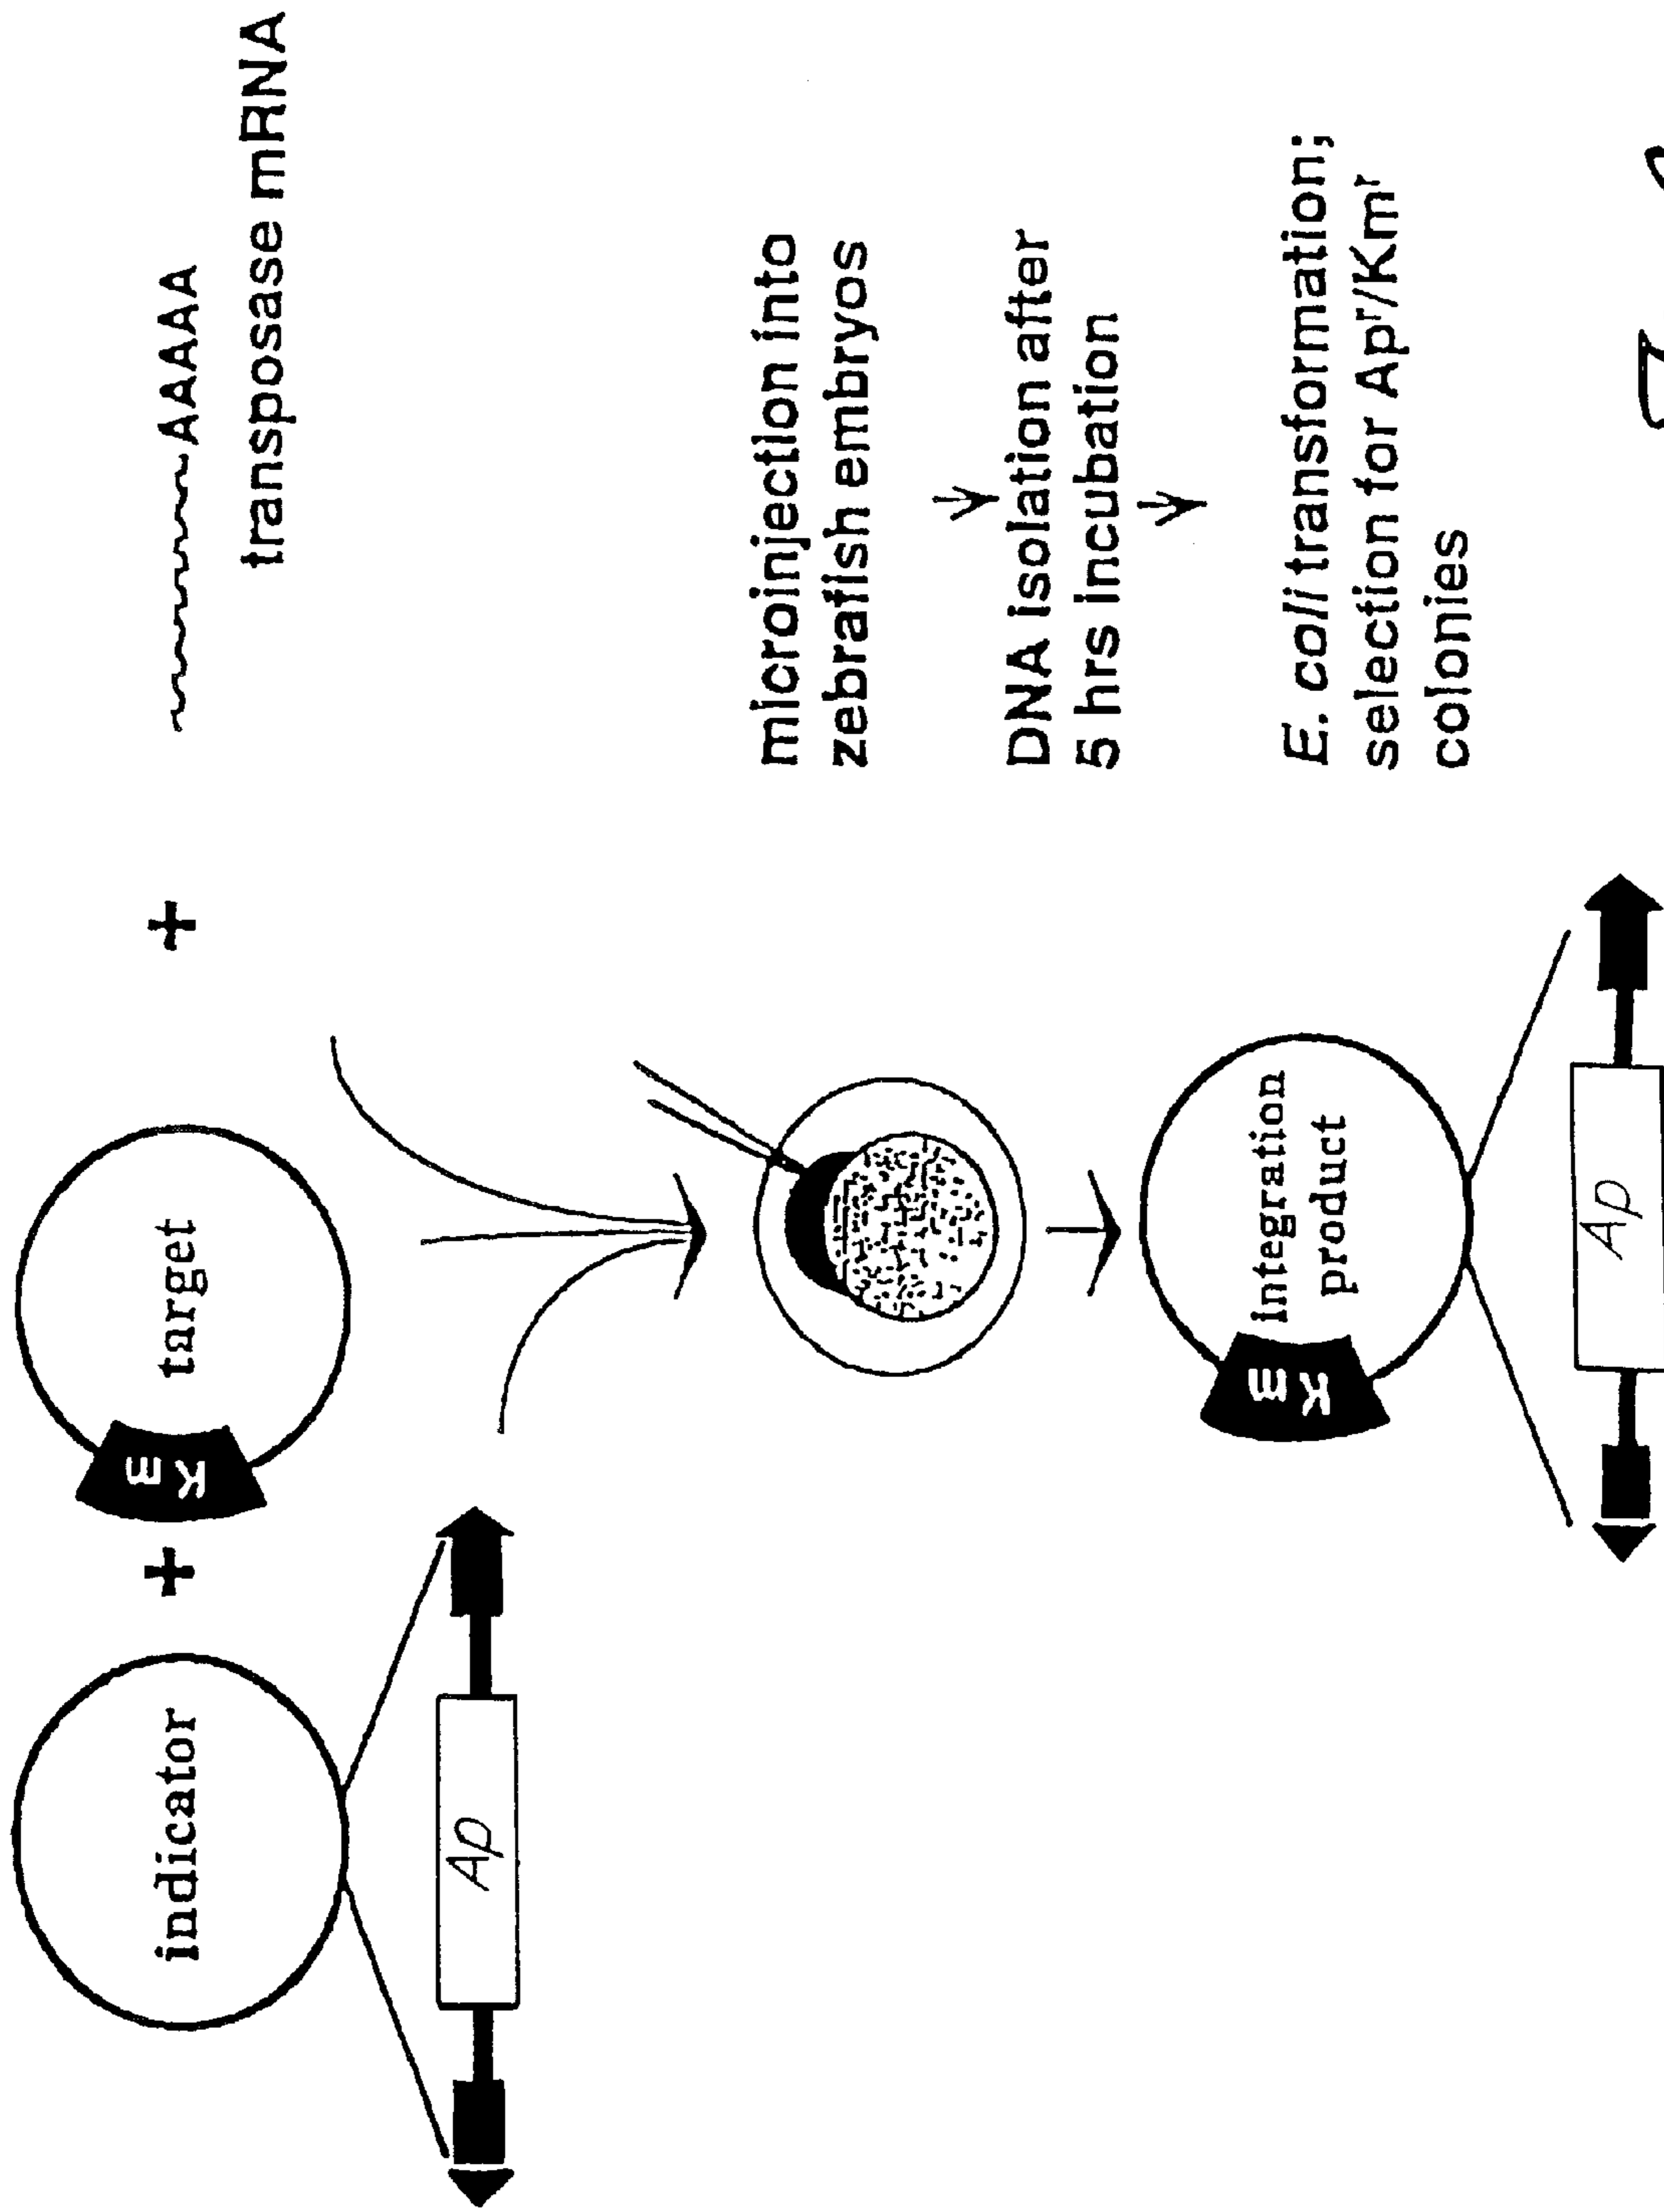 indicator
+
Km
target
+
AAAAA
transposase mRNA
Ap
microinjection into
zebrafish embryos
DNA isolation after
5 hrs incubation
Km
integration
product
E. coli transformation;
selection for Apʳ/Kmʳ
colonies
Ap